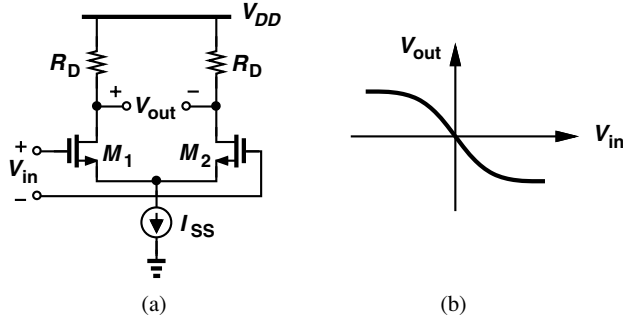 V_DD
R_D
R_D
+ V_out −
+
V_in
−
M_1
M_2
I_SS
(a)
V_out
V_in
(b)